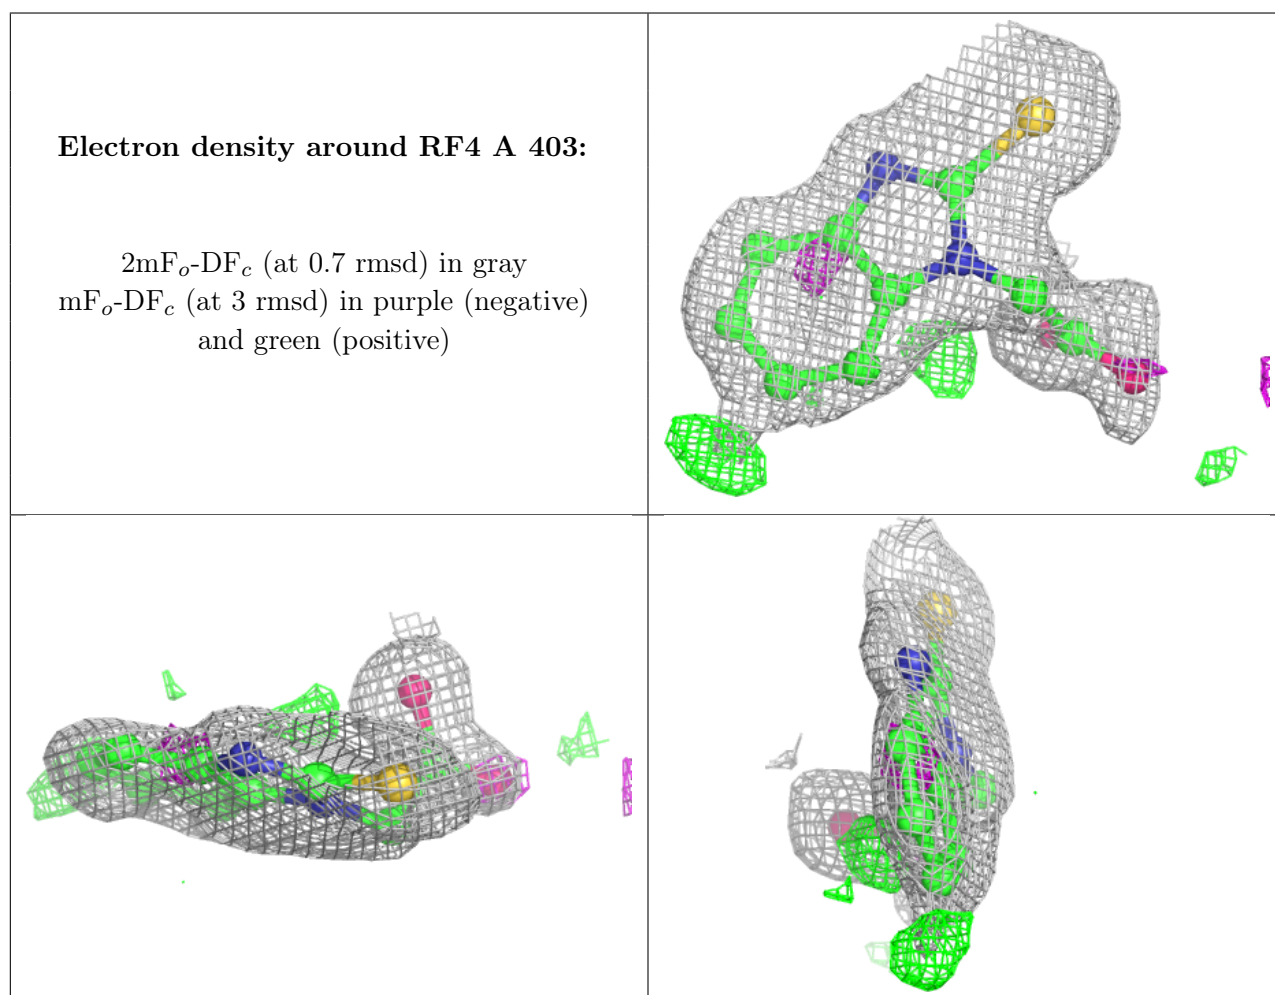 Electron density around RF4 A 403:
2mFo-DFc (at 0.7 rmsd) in gray
mFo-DFc (at 3 rmsd) in purple (negative)
and green (positive)